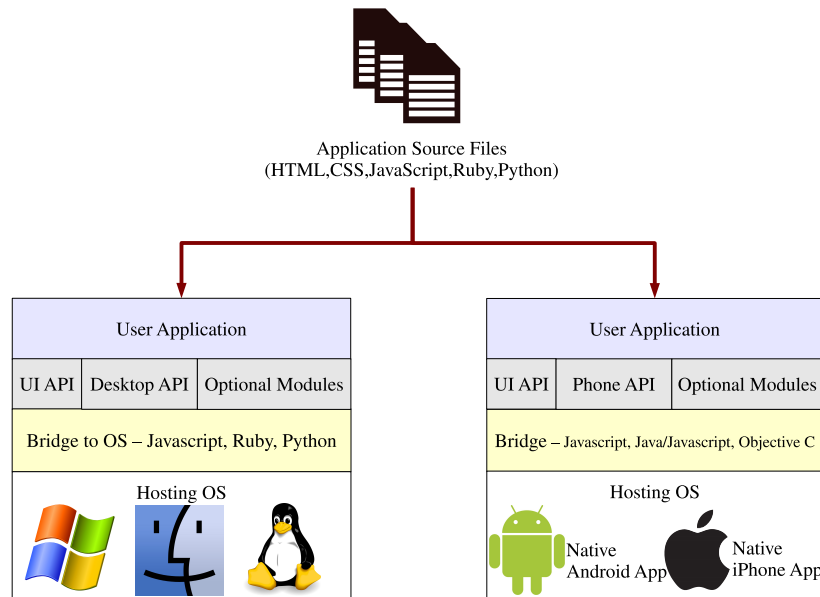 Application Source Files
(HTML,CSS,JavaScript,Ruby,Python)
User Application
UI API
Desktop API
Optional Modules
Bridge to OS – Javascript, Ruby, Python
Hosting OS
User Application
UI API
Phone API
Optional Modules
Bridge – Javascript, Java/Javascript, Objective C
Hosting OS
Native
Android App
Native
iPhone App